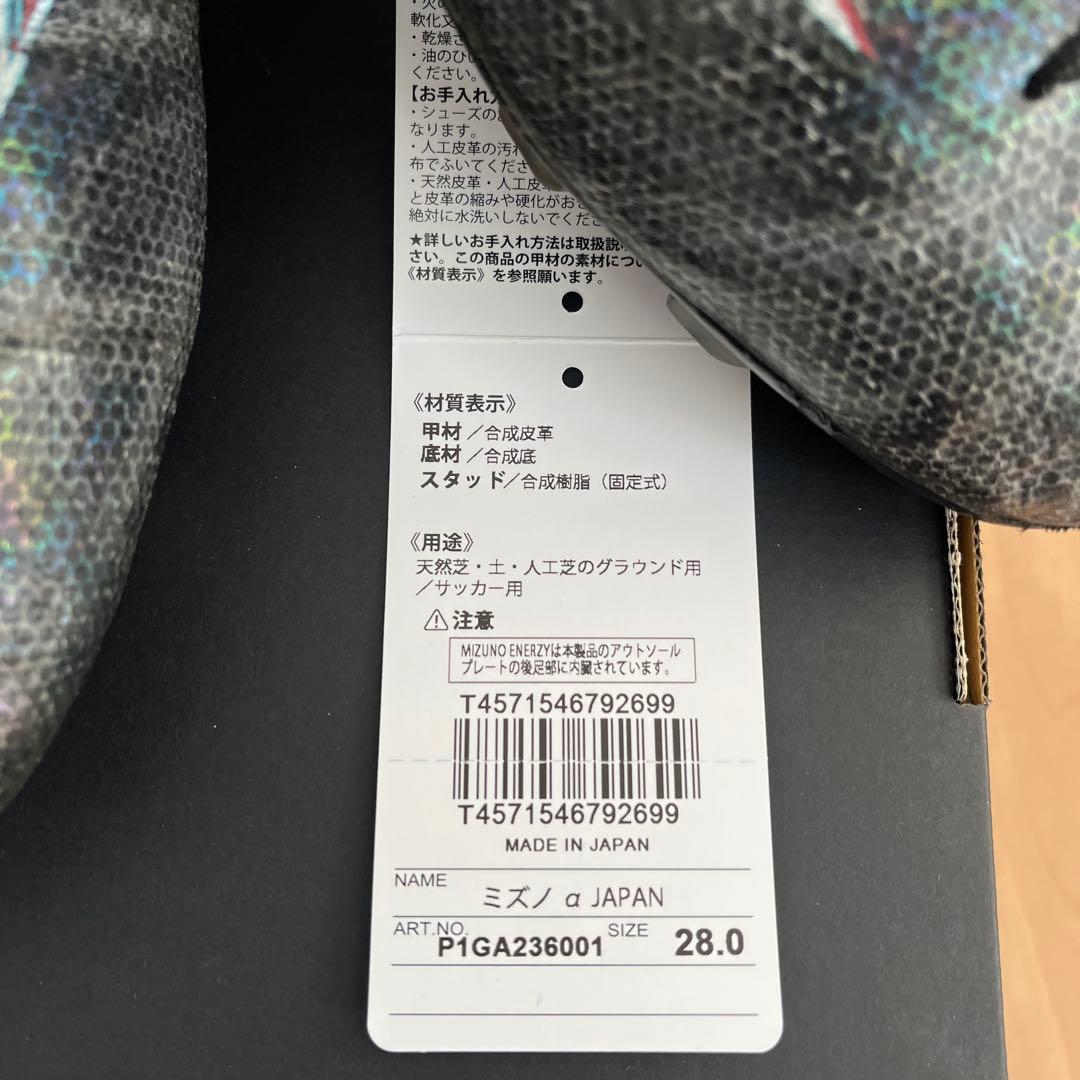 軟化又
・乾燥さ
・油のひ
ください。
【お手入れ
・シューズの
なります。
・人工皮革の汚
布でふいてくださ
・天然皮革・人工皮
と皮革の縮みや硬化がおき
絶対に水洗いしないでくだ
★詳しいお手入れ方法は取扱説
さい。この商品の甲材の素材につい
《材質表示》を参照願います。
《材質表示》
甲材／合成皮革
底材／合成底
スタッド／合成樹脂（固定式）
《用途》
天然芝・土・人工芝のグラウンド用
／サッカー用
⚠注意
MIZUNO ENERZYは本製品のアウトソール
プレートの後足部に内臓されています。
T4571546792699
T4571546792699
MADE IN JAPAN
NAME ミズノ α JAPAN
ART.NO. P1GA236001 SIZE 28.0